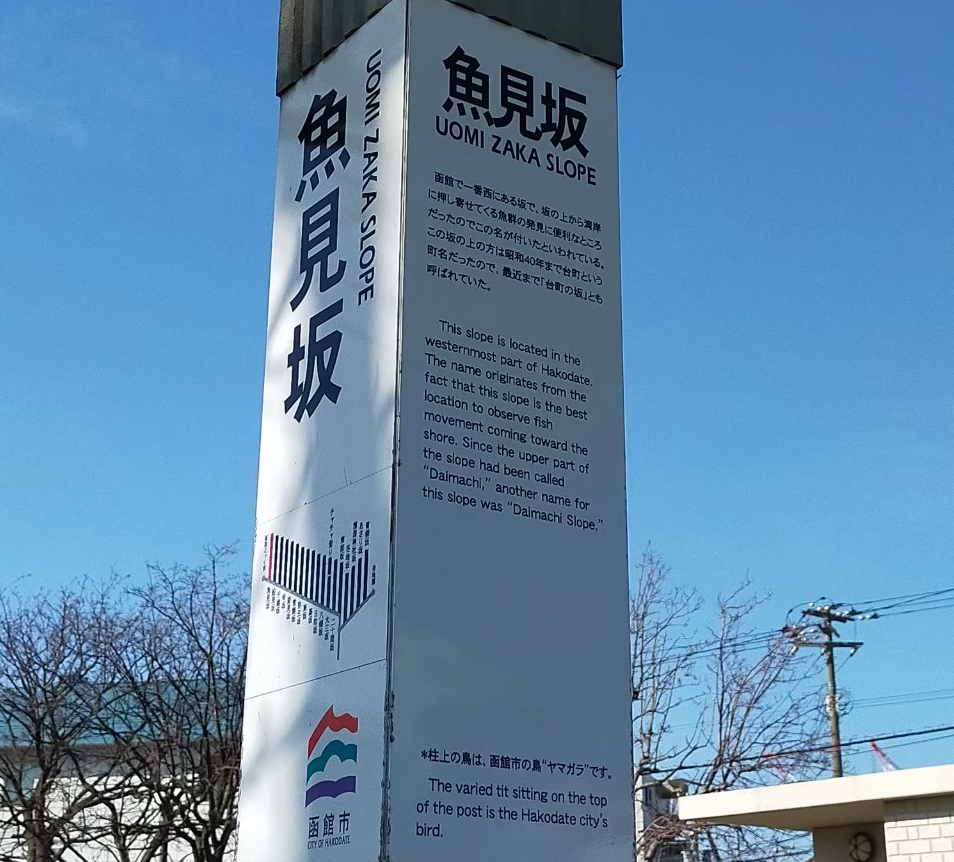 魚見坂
UOMI ZAKA SLOPE
魚見坂
UOMI ZAKA SLOPE
函館で一番西にある坂で、坂の上から湾岸
に押し寄せてくる魚群の発見に便利なところ
だったのでこの名が付いたといわれている。
この坂の上の方は昭和40年まで台町という
町名だったので、最近まで「台町の坂」とも
呼ばれていた。
This slope is located in the
westernmost part of Hakodate.
The name originates from the
fact that this slope is the best
location to observe fish
movement coming toward the
shore. Since the upper part of
the slope had been called
“Daimachi,” another name for
this slope was “Daimachi Slope.”
函館市
CITY OF HAKODATE
*柱上の鳥は、函館市の鳥“ヤマガラ”です。
The varied tit sitting on the top
of the post is the Hakodate city's
bird.